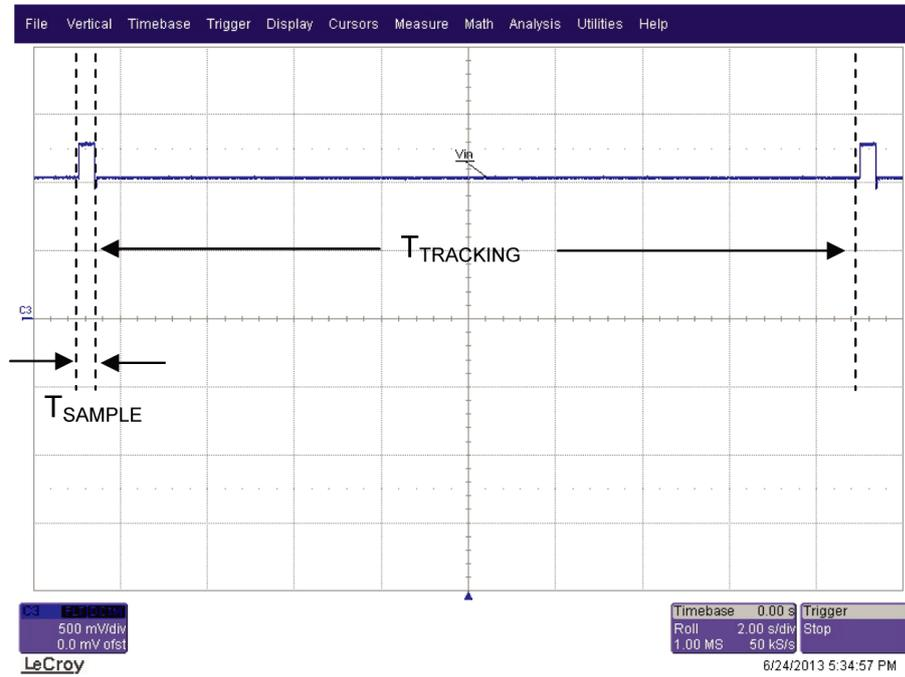 File Vertical Timebase Trigger Display Cursors Measure Math Analysis Utilities Help
Vin
TTRACKING
C3
TSAMPLE
C3
500 mV/div
0.0 mV ofst
Timebase 0.00 s
Roll 2.00 s/div
1.00 MS 50 kS/s
Trigger
Stop
LeCroy
6/24/2013 5:34:57 PM